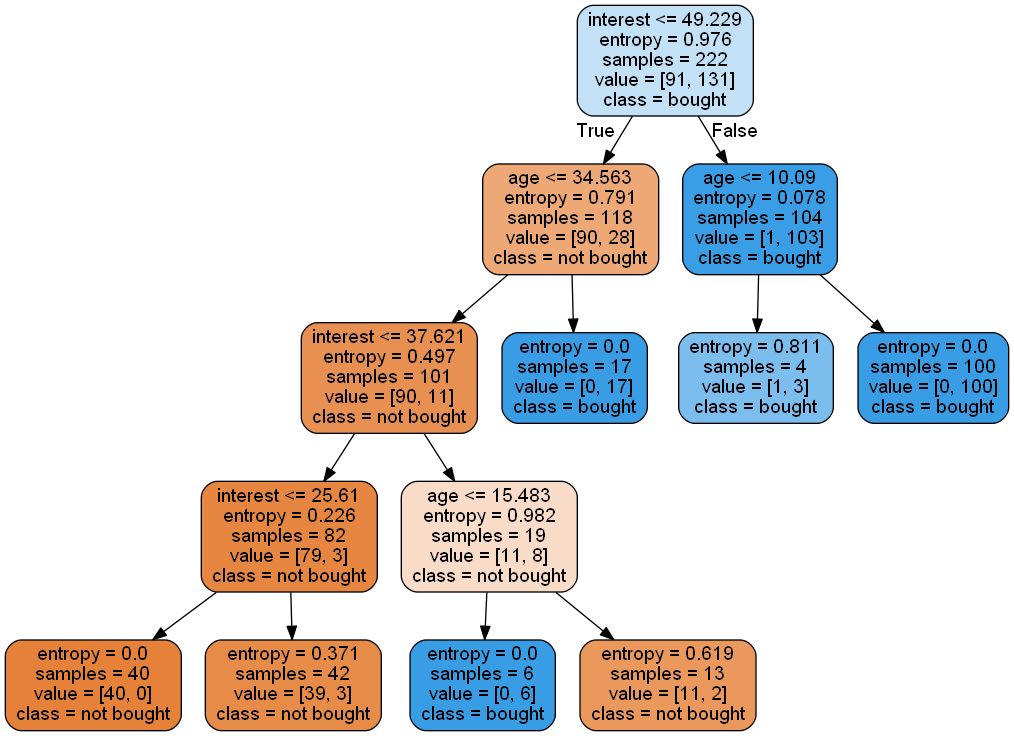 interest <= 49.229
entropy = 0.976
samples = 222
value = [91, 131]
class = bought
True
False
age <= 34.563
entropy = 0.791
samples = 118
value = [90, 28]
class = not bought
age <= 10.09
entropy = 0.078
samples = 104
value = [1, 103]
class = bought
interest <= 37.621
entropy = 0.497
samples = 101
value = [90, 11]
class = not bought
entropy = 0.0
samples = 17
value = [0, 17]
class = bought
entropy = 0.811
samples = 4
value = [1, 3]
class = bought
entropy = 0.0
samples = 100
value = [0, 100]
class = bought
interest <= 25.61
entropy = 0.226
samples = 82
value = [79, 3]
class = not bought
age <= 15.483
entropy = 0.982
samples = 19
value = [11, 8]
class = not bought
entropy = 0.0
samples = 40
value = [40, 0]
class = not bought
entropy = 0.371
samples = 42
value = [39, 3]
class = not bought
entropy = 0.0
samples = 6
value = [0, 6]
class = bought
entropy = 0.619
samples = 13
value = [11, 2]
class = not bought